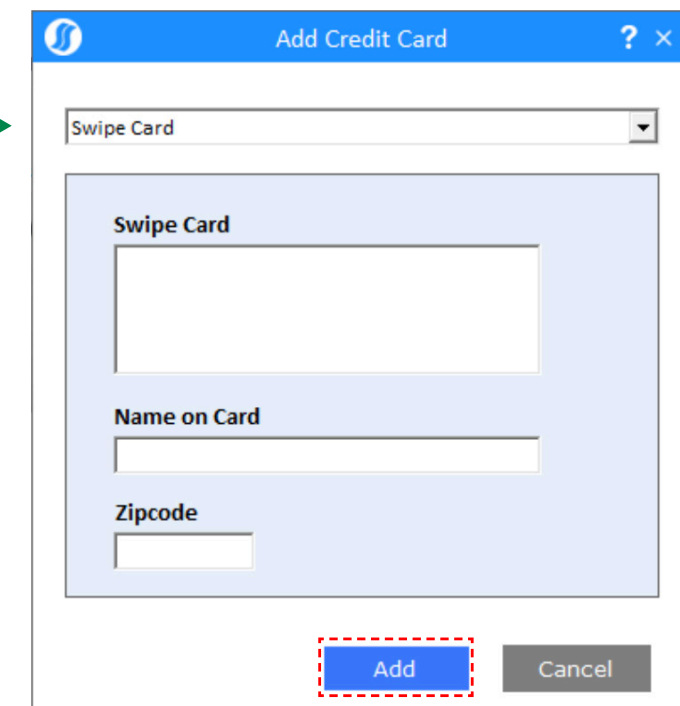 Add Credit Card ? ×
Swipe Card
Swipe Card
Name on Card
Zipcode
Add Cancel